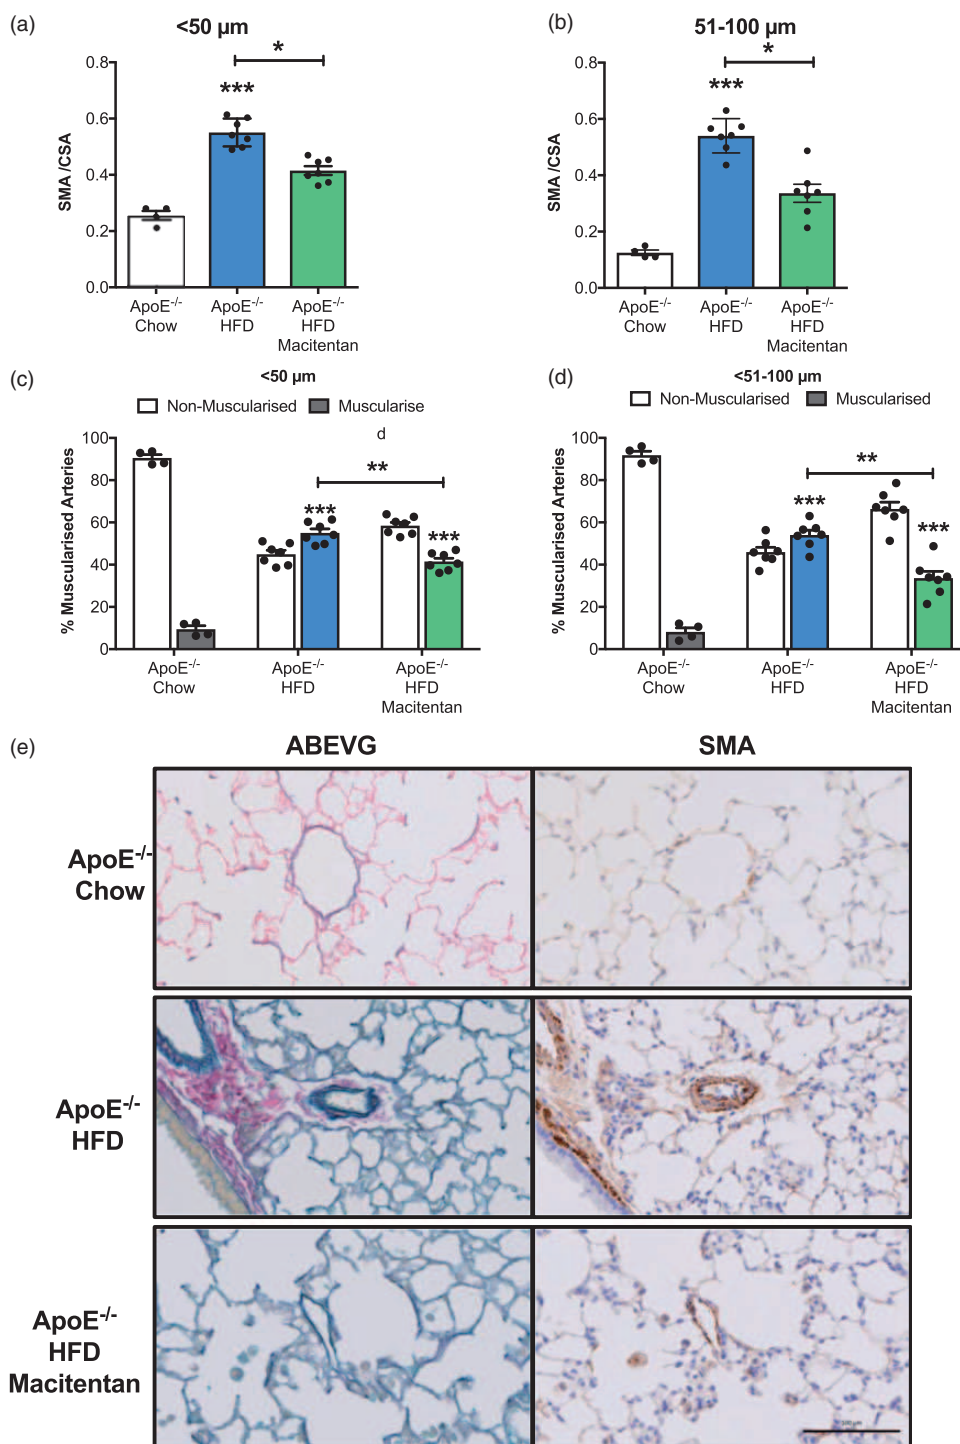 (a)
<50 μm
*
***
SMA /CSA
0.8
0.6
0.4
0.2
0.0
ApoE-/-
Chow
ApoE-/-
HFD
ApoE-/-
HFD
Macitentan
(b)
51-100 μm
*
***
SMA /CSA
0.8
0.6
0.4
0.2
0.0
ApoE-/-
Chow
ApoE-/-
HFD
ApoE-/-
HFD
Macitentan
(c)
<50 μm
Non-Muscularised
Muscularise
d
**
***
***
% Muscularised Arteries
100
80
60
40
20
0
ApoE-/-
Chow
ApoE-/-
HFD
ApoE-/-
HFD
Macitentan
(d)
<51-100 μm
Non-Muscularised
Muscularised
**
***
***
% Muscularised Arteries
100
80
60
40
20
0
ApoE-/-
Chow
ApoE-/-
HFD
ApoE-/-
HFD
Macitentan
(e)
ABEVG
SMA
ApoE-/-
Chow
ApoE-/-
HFD
ApoE-/-
HFD
Macitentan